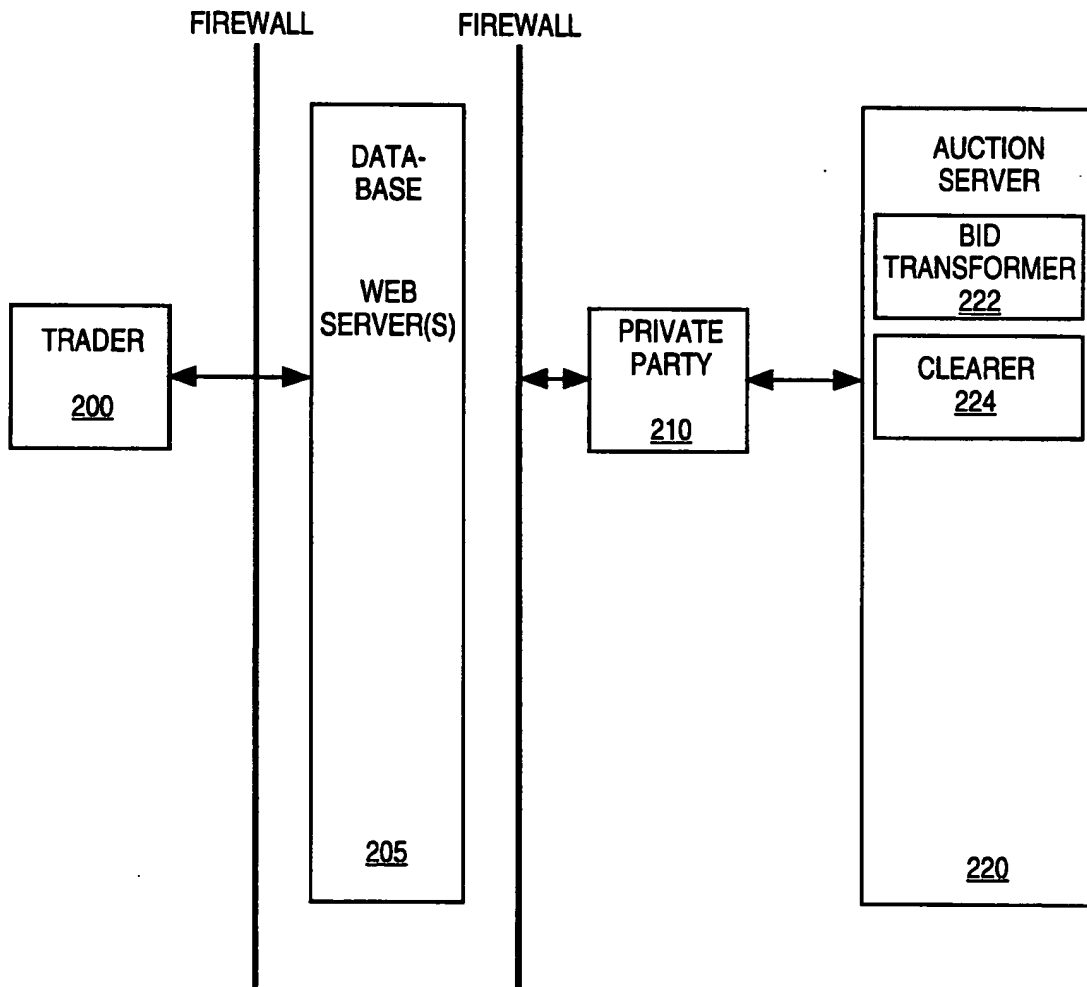 FIREWALL
FIREWALL
DATA-
BASE
WEB
SERVER(S)
205
TRADER
200
PRIVATE
PARTY
210
AUCTION
SERVER
BID
TRANSFORMER
222
CLEARER
224
220